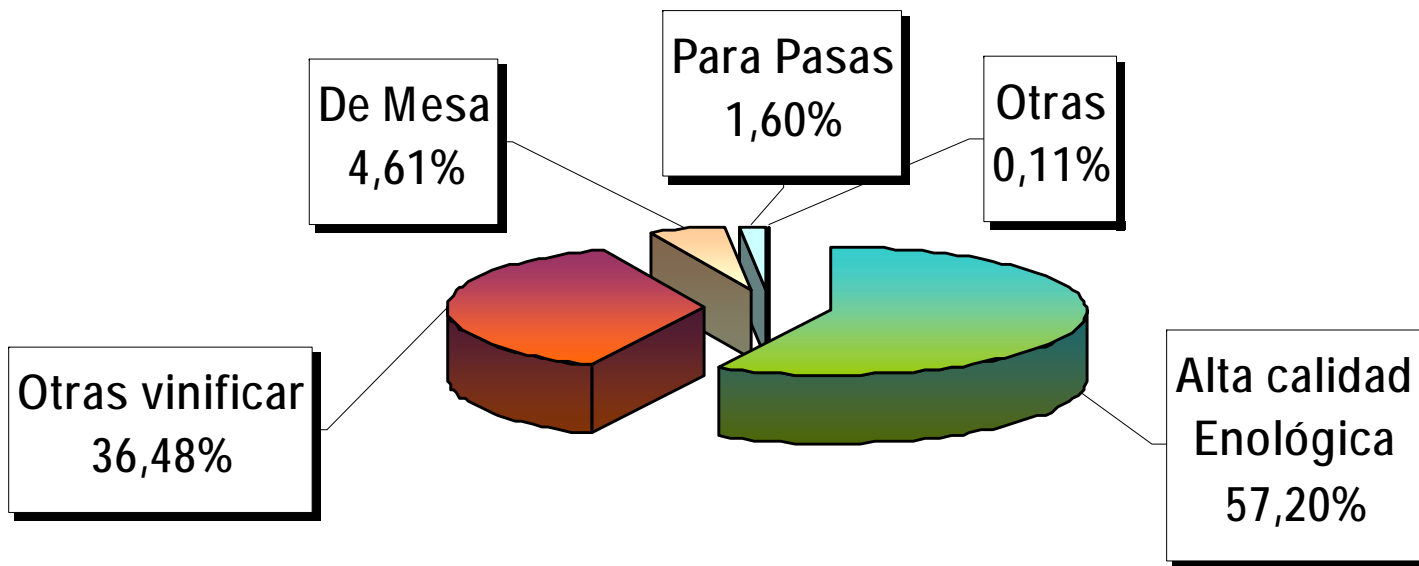 Para Pasas
1,60%
De Mesa
4,61%
Otras
0,11%
Otras vinificar
36,48%
Alta calidad
Enológica
57,20%